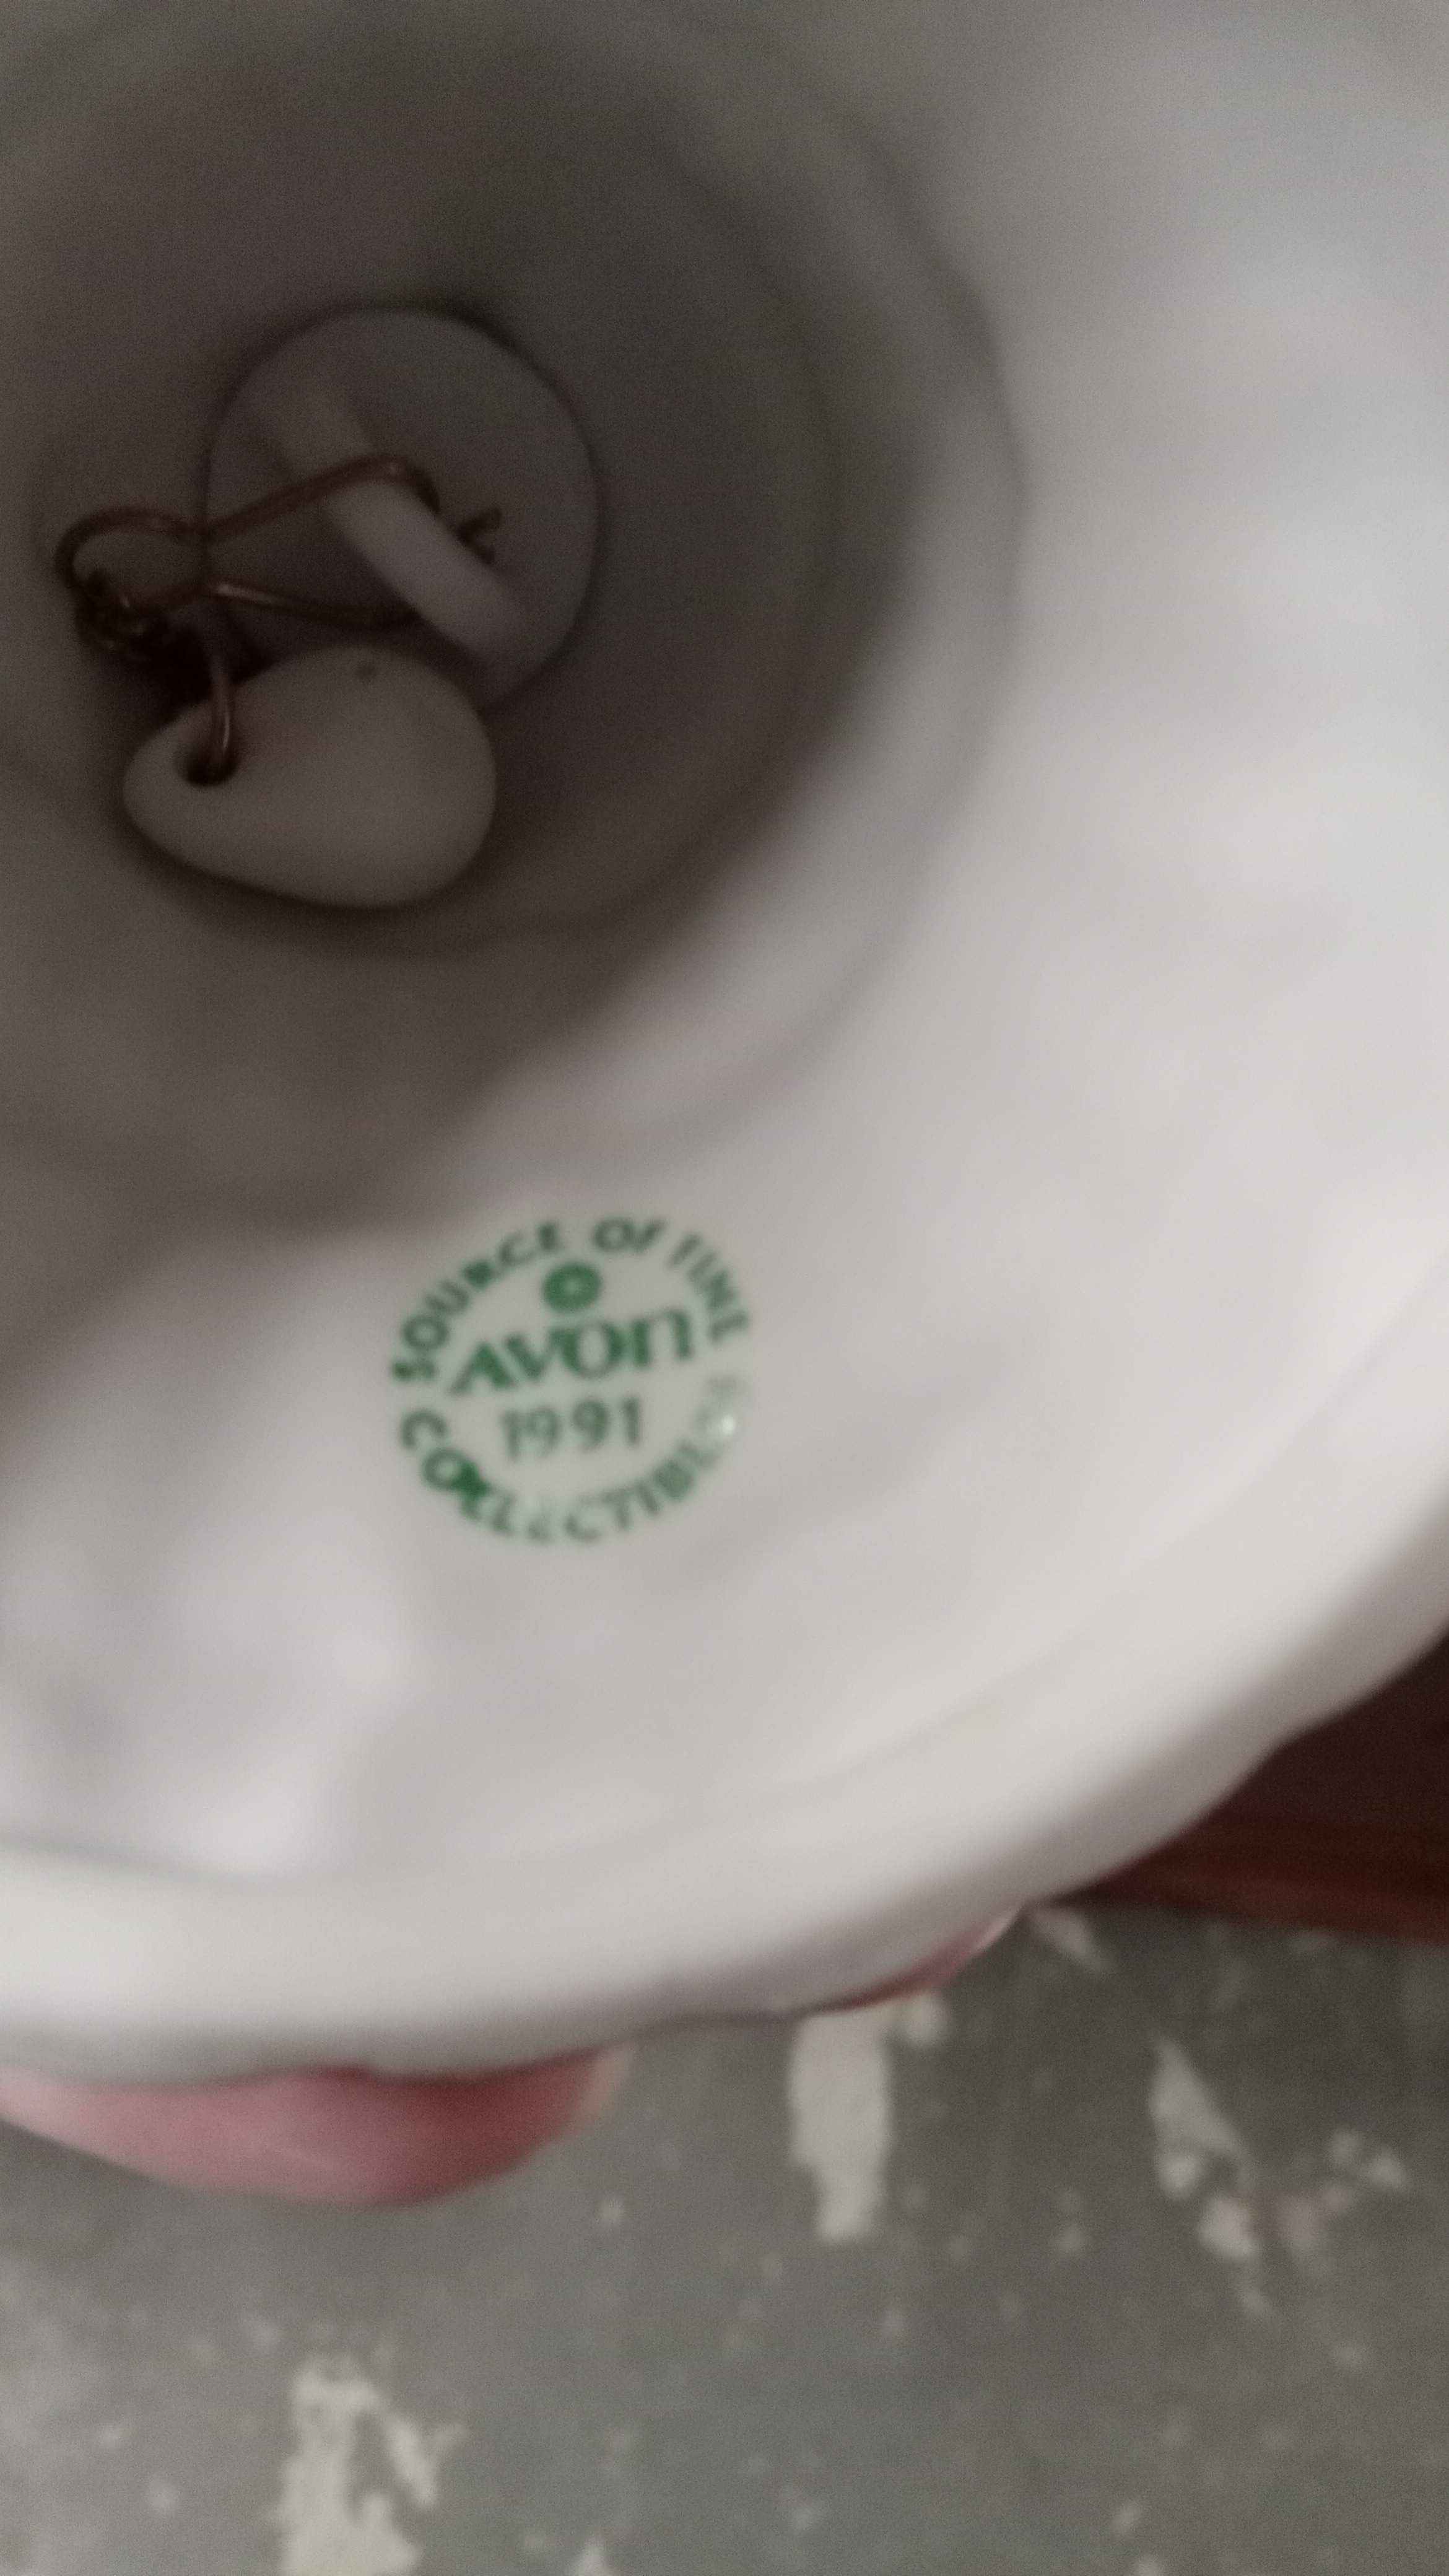 SOURCE OF FINE
AVON
1991
COLLECTIBLES